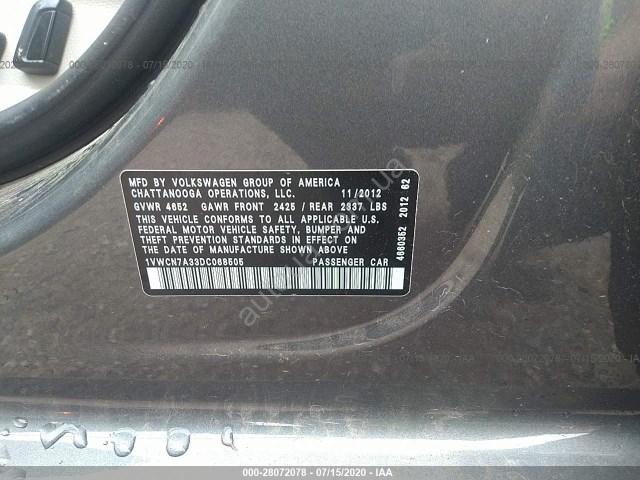 000-28072078 - 07/15/2020 - IAA
MFD BY VOLKSWAGEN GROUP OF AMERICA
CHATTANOOGA OPERATIONS, LLC. 11/2012
GVWR 4652 GAWR FRONT 2425 / REAR 2337 LBS
THIS VEHICLE CONFORMS TO ALL APPLICABLE U.S.
FEDERAL MOTOR VEHICLE SAFETY, BUMPER AND
THEFT PREVENTION STANDARDS IN EFFECT ON
THE DATE OF MANUFACTURE SHOWN ABOVE
1VWCN7A33DC068505 PASSENGER CAR
4660352 2012 62
000-28072078 - 07/15/2020 - IAA